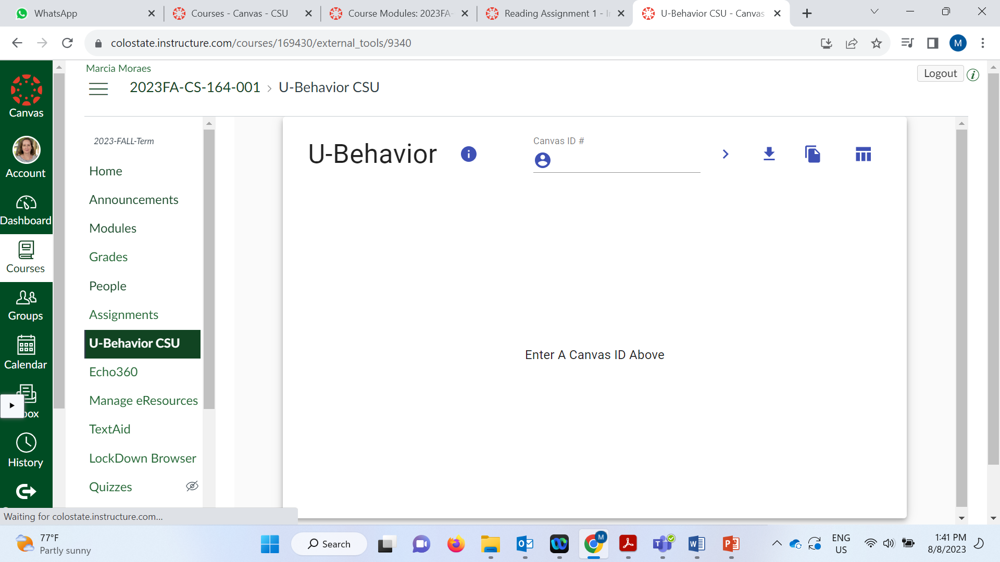 WhatsApp
Courses - Canvas - CSU
Course Modules: 2023FA-
Reading Assignment 1 - In
U-Behavior CSU - Canvas
colostate.instructure.com/courses/169430/external_tools/9340
M
Marcia Moraes
Logout
2023FA-CS-164-001 > U-Behavior CSU
Canvas
Account
Dashboard
Courses
Groups
Calendar
box
History
2023-FALL-Term
Home
Announcements
Modules
Grades
People
Assignments
U-Behavior CSU
Echo360
Manage eResources
TextAid
LockDown Browser
Quizzes
U-Behavior
Canvas ID #
Enter A Canvas ID Above
Waiting for colostate.instructure.com...
77°F
Partly sunny
Search
M
ENG
US
1:41 PM
8/8/2023